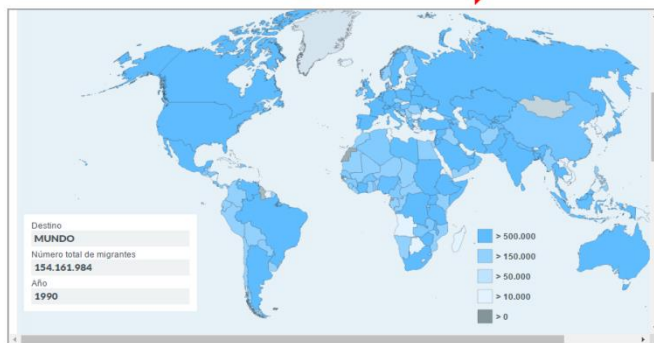 Destino
MUNDO
Número total de migrantes
154.161.984
Año
1990
> 500.000
> 150.000
> 50.000
> 10.000
> 0